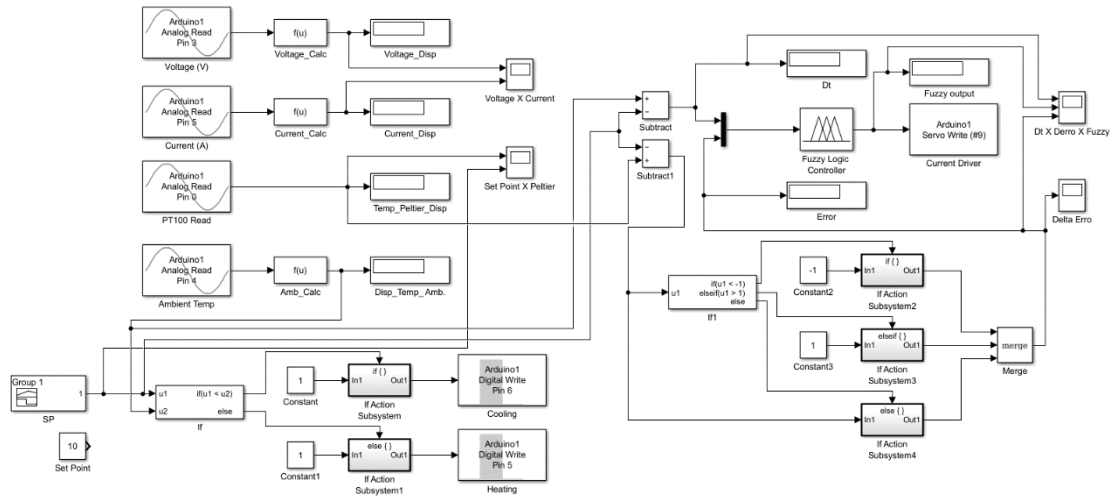 Arduino1
Analog Read
Pin 3
Voltage (V)
f(u)
Voltage_Calc
Voltage_Disp
Voltage X Current
Arduino1
Analog Read
Pin 5
Current (A)
f(u)
Current_Calc
Current_Disp
Arduino1
Analog Read
Pin 0
PT100 Read
Temp_Peltier_Disp
Set Point X Peltier
Arduino1
Analog Read
Pin 4
Ambient Temp
f(u)
Amb_Calc
Disp_Temp_ Amb.
Group 1
1
SP
10
Set Point
u1
u2
if(u1 < u2)
else
If
1
Constant
if { }
In1
Out1
If Action
Subsystem
Arduino1
Digital Write
Pin 6
Cooling
1
Constant1
else { }
In1
Out1
If Action
Subsystem1
Arduino1
Digital Write
Pin 5
Heating
+
−
Subtract
−
+
Subtract1
Dt
Fuzzy Logic
Controller
Error
Fuzzy output
Arduino1
Servo Write (#9)
Current Driver
Dt X Derro X Fuzzy
Delta Erro
u1
if(u1 < -1)
elseif(u1 > 1)
else
If1
-1
Constant2
if { }
In1
Out1
If Action
Subsystem2
1
Constant3
elseif { }
In1
Out1
If Action
Subsystem3
else { }
In1
Out1
If Action
Subsystem4
merge
Merge